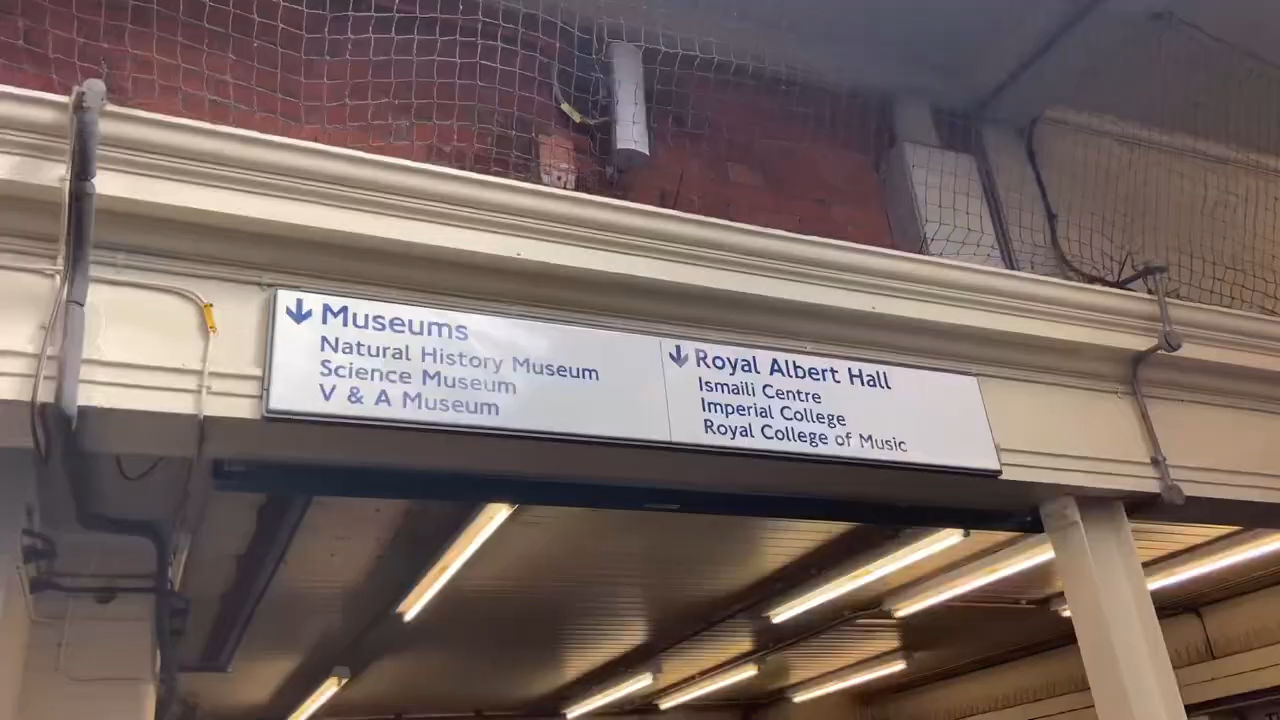 Museums
Natural History Museum
Science Museum
V & A Museum
Royal Albert Hall
Ismaili Centre
Imperial College
Royal College of Music